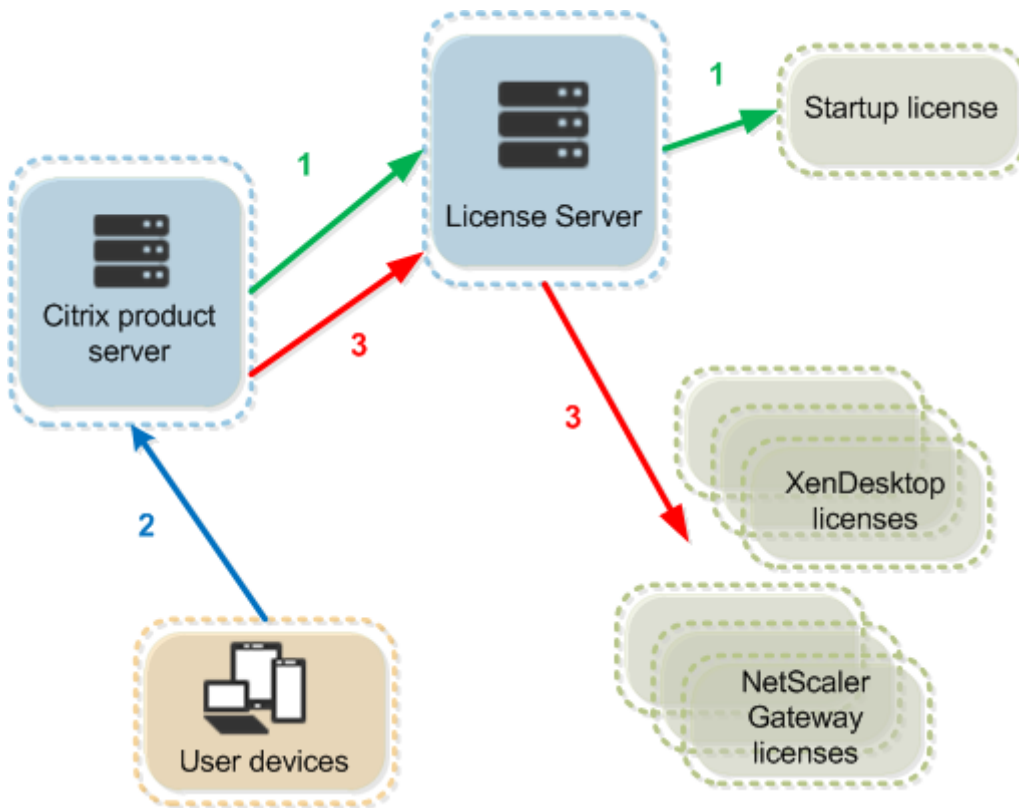 1
Startup license
1
License Server
Citrix product
server
3
3
XenDesktop
licenses
2
NetScaler
Gateway
licenses
User devices